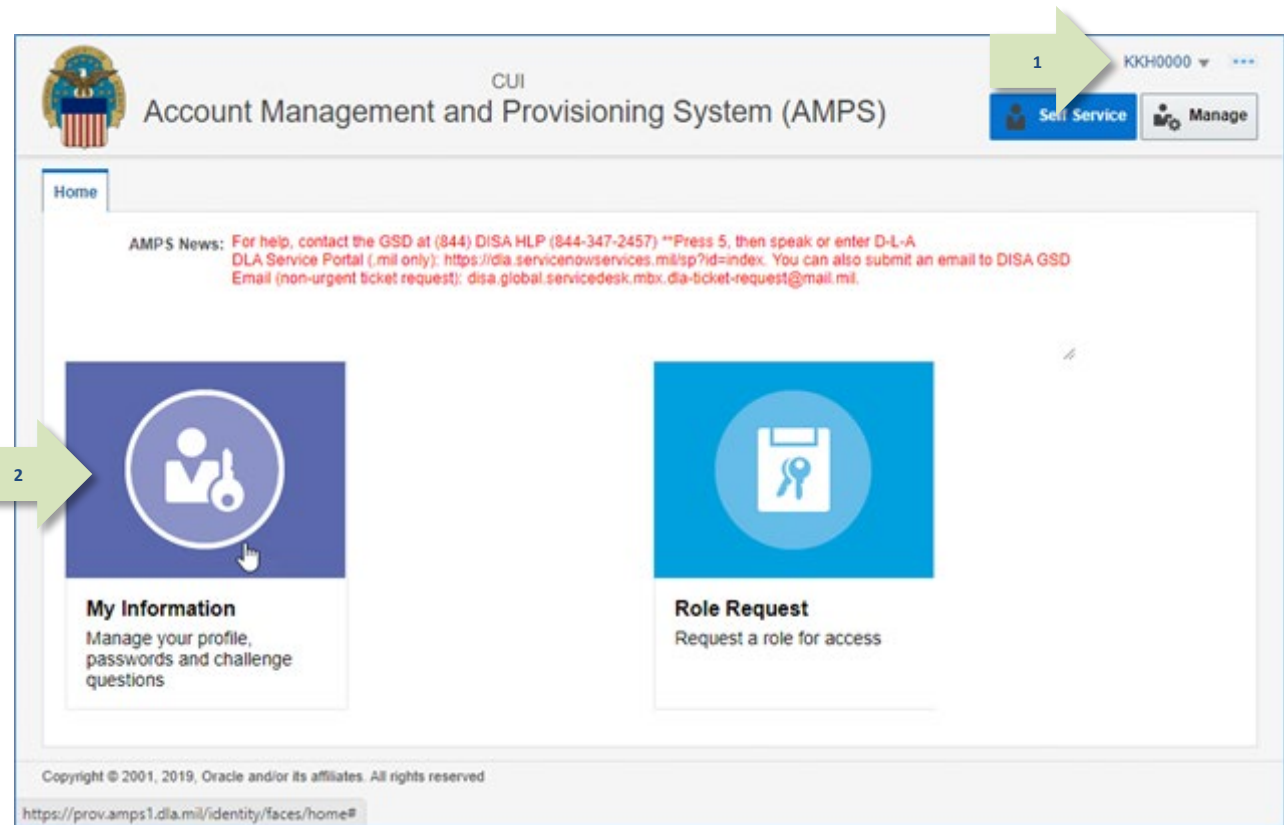 1
KKH0000
CUI
Account Management and Provisioning System (AMPS)
Self Service
Manage
Home
AMPS News: For help, contact the GSD at (844) DISA HLP (844-347-2457) **Press 5, then speak or enter D-L-A
DLA Service Portal (.mil only): https://dla.servicenowservices.mil/sp?id=index. You can also submit an email to DISA GSD
Email (non-urgent ticket request): disa.global.servicedesk.mbx.dla-ticket-request@mail.mil.
2
My Information
Manage your profile,
passwords and challenge
questions
Role Request
Request a role for access
Copyright © 2001, 2019, Oracle and/or its affiliates. All rights reserved
https://prov.amps1.dla.mil/identity/faces/home#